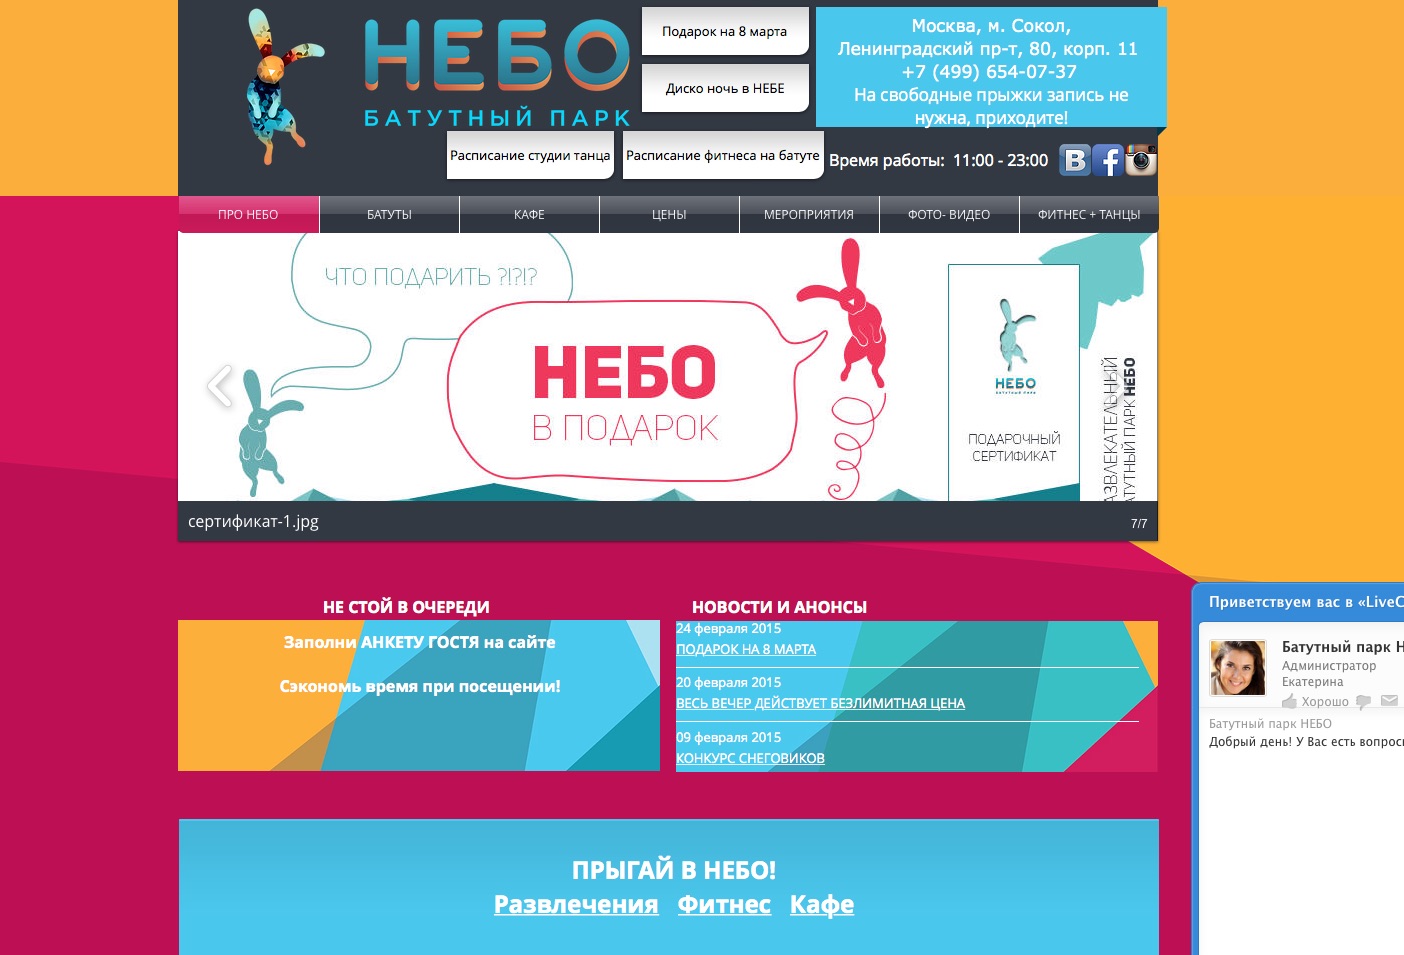 НЕБО
БАТУТНЫЙ ПАРК
Подарок на 8 марта
Диско ночь в НЕБЕ
Москва, м. Сокол,
Ленинградский пр-т, 80, корп. 11
+7 (499) 654-07-37
На свободные прыжки запись не
нужна, приходите!
Расписание студии танца
Расписание фитнеса на батуте
Время работы: 11:00 - 23:00
ПРО НЕБО
БАТУТЫ
КАФЕ
ЦЕНЫ
МЕРОПРИЯТИЯ
ФОТО- ВИДЕО
ФИТНЕС + ТАНЦЫ
ЧТО ПОДАРИТЬ ?!?!?
НЕБО
В ПОДАРОК
НЕБО
БАТУТНЫЙ ПАРК
ПОДАРОЧНЫЙ
СЕРТИФИКАТ
АЗВЛЕКАТЕЛЬНЫЙ
АТУТНЫЙ ПАРК НЕБО
сертификат-1.jpg
7/7
НЕ СТОЙ В ОЧЕРЕДИ
Заполни АНКЕТУ ГОСТЯ на сайте
Сэкономь время при посещении!
НОВОСТИ И АНОНСЫ
24 февраля 2015
ПОДАРОК НА 8 МАРТА
20 февраля 2015
ВЕСЬ ВЕЧЕР ДЕЙСТВУЕТ БЕЗЛИМИТНАЯ ЦЕНА
09 февраля 2015
КОНКУРС СНЕГОВИКОВ
Приветствуем вас в «LiveC
Батутный парк Н
Администратор
Екатерина
Хорошо
Батутный парк НЕБО
Добрый день! У Вас есть вопрос
ПРЫГАЙ В НЕБО!
Развлечения Фитнес Кафе